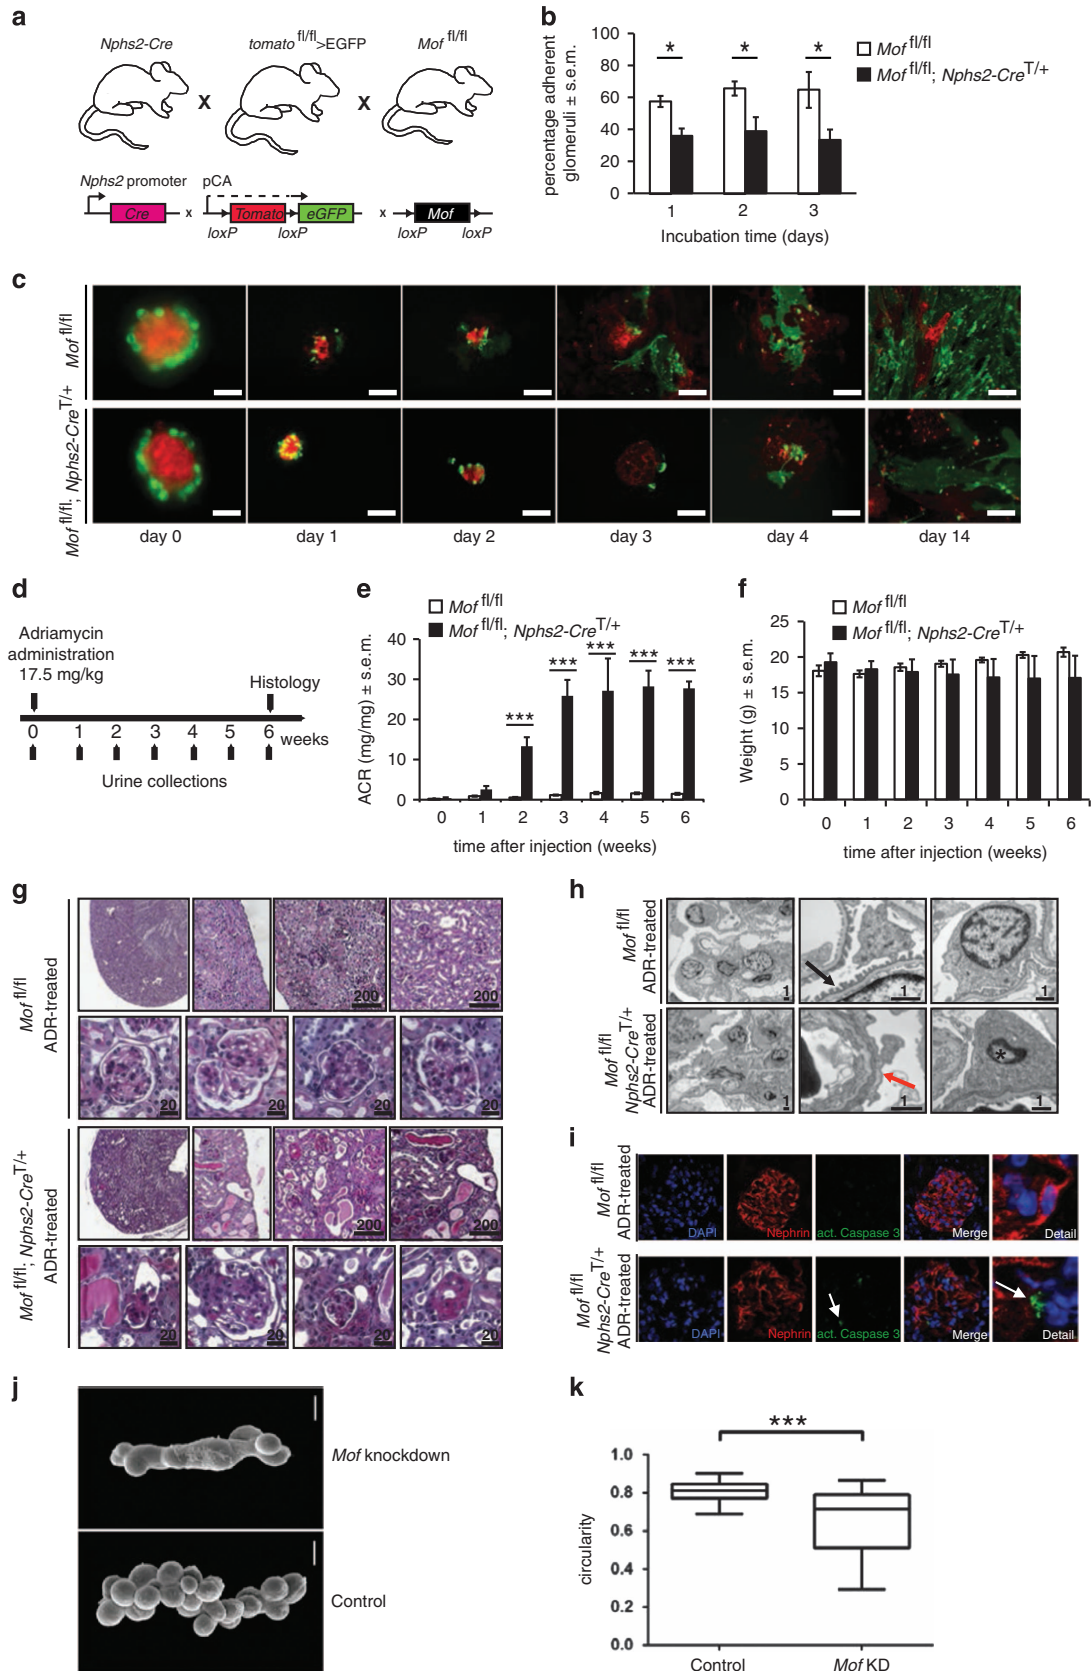 a
Nphs2-Cre
tomato fl/fl>EGFP
Mof fl/fl
X
X
Nphs2 promoter
pCA
Cre
x
Tomato
eGFP
x
Mof
loxP
loxP
loxP
loxP
b
percentage adherent
glomeruli ± s.e.m.
100
80
60
40
20
0
*
*
*
1
2
3
Incubation time (days)
Mof fl/fl
Mof fl/fl; Nphs2-Cre T/+
c
Mof fl/fl
Mof fl/fl; Nphs2-Cre T/+
day 0
day 1
day 2
day 3
day 4
day 14
d
Adriamycin
administration
17.5 mg/kg
Histology
0 1 2 3 4 5 6 weeks
Urine collections
e
Mof fl/fl
Mof fl/fl; Nphs2-Cre T/+
ACR (mg/mg) ± s.e.m.
40
30
20
10
0
***
***
***
***
***
0 1 2 3 4 5 6
time after injection (weeks)
f
Mof fl/fl
Mof fl/fl; Nphs2-Cre T/+
Weight (g) ± s.e.m.
25
20
15
10
5
0
0 1 2 3 4 5 6
time after injection (weeks)
g
Mof fl/fl
ADR-treated
200
200
20
20
20
20
Mof fl/fl; Nphs2-Cre T/+
ADR-treated
200
200
20
20
20
20
h
Mof fl/fl
ADR-treated
1
1
1
Mof fl/fl
Nphs2-Cre T/+
ADR-treated
*
1
1
1
i
Mof fl/fl
ADR-treated
DAPI
Nephrin
act. Caspase 3
Merge
Detail
Mof fl/fl
Nphs2-Cre T/+
ADR-treated
DAPI
Nephrin
act. Caspase 3
Merge
Detail
j
Mof knockdown
Control
k
***
circularity
1.0
0.8
0.6
0.4
0.2
0.0
Control
Mof KD